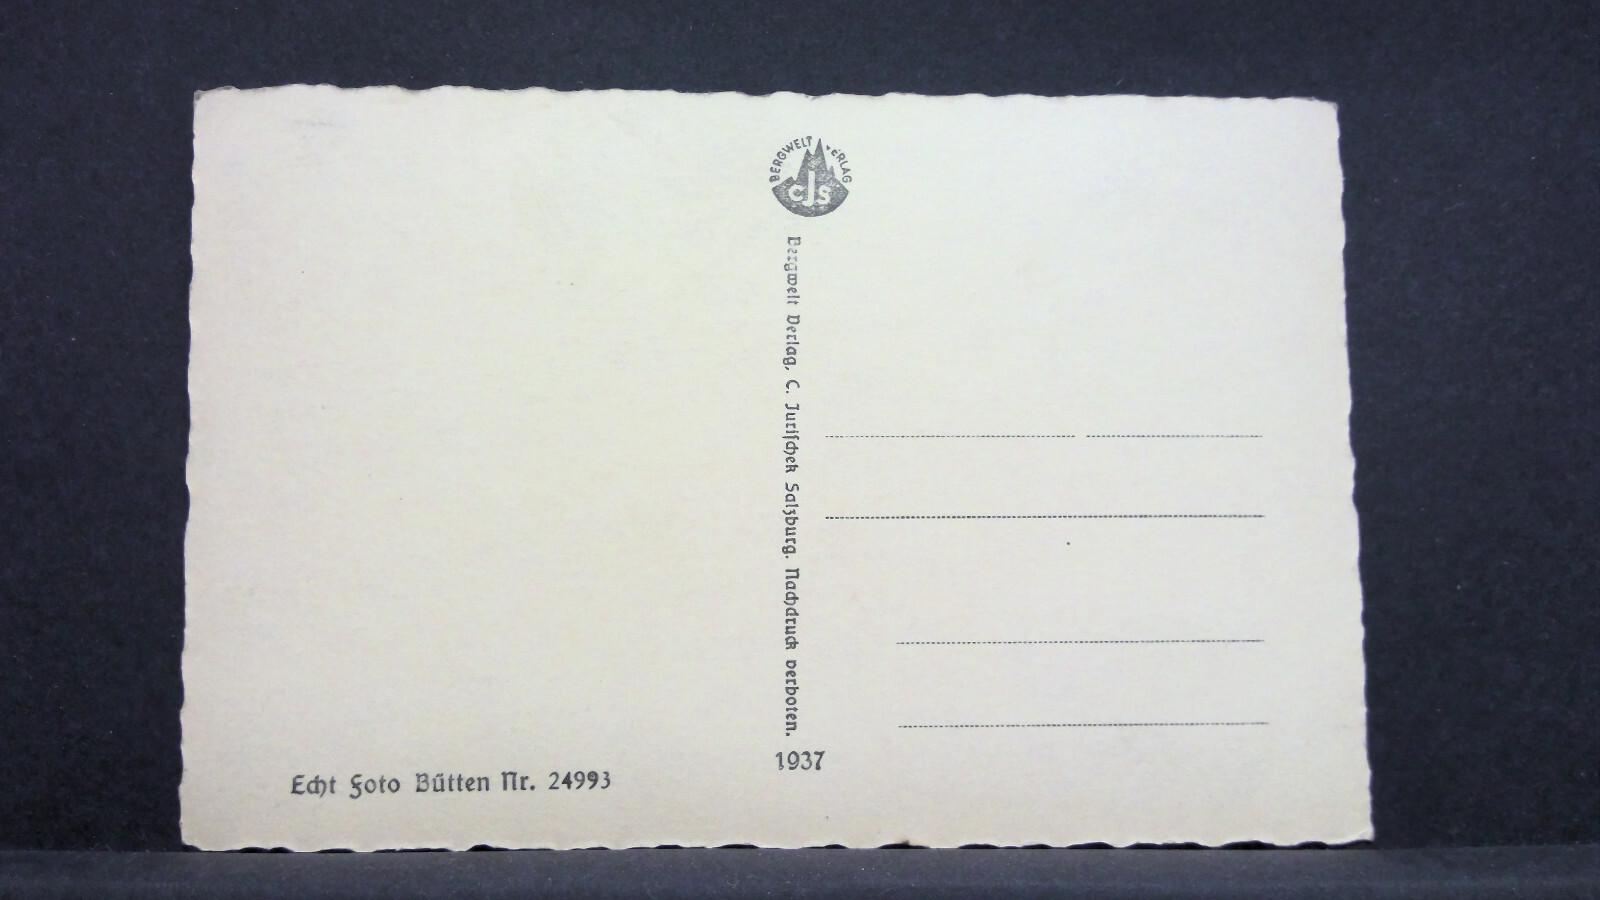 BERGWELT VERLAG
CJS
Bergwelt Verlag, C. Jurischek Salzburg. Nachdruck verboten.
1937
Echt Foto Bütten Nr. 24993